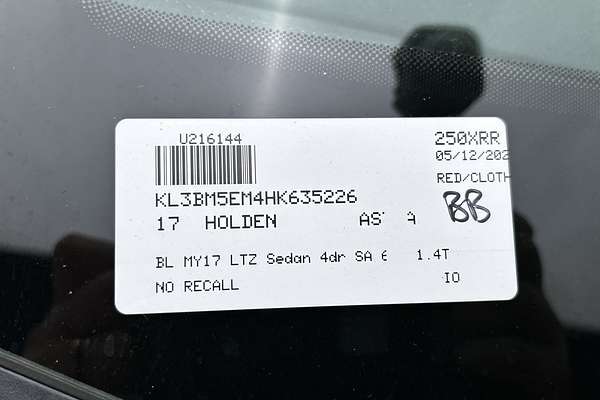 U216144
250XRR
05/12/202
RED/CLOTH
KL3BM5EM4HK635226
17 HOLDEN AST A
BB
BL MY17 LTZ Sedan 4dr SA 6 1.4T
NO RECALL IO